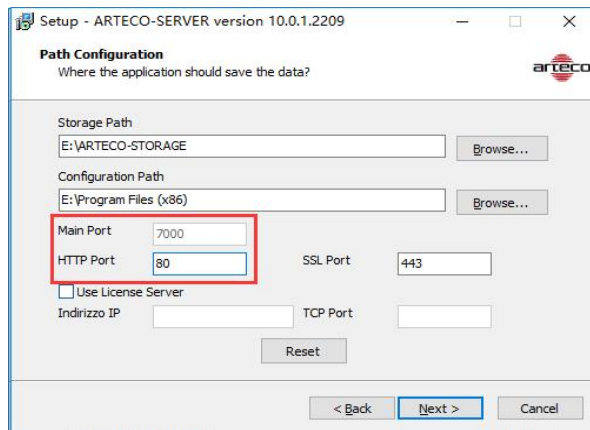 Setup - ARTECO-SERVER version 10.0.1.2209
Path Configuration
Where the application should save the data?
arteco
Storage Path
E:\ARTECO-STORAGE
Browse...
Configuration Path
E:\Program Files (x86)
Browse...
Main Port 7000
HTTP Port 80 SSL Port 443
Use License Server
Indirizzo IP TCP Port
Reset
< Back Next > Cancel